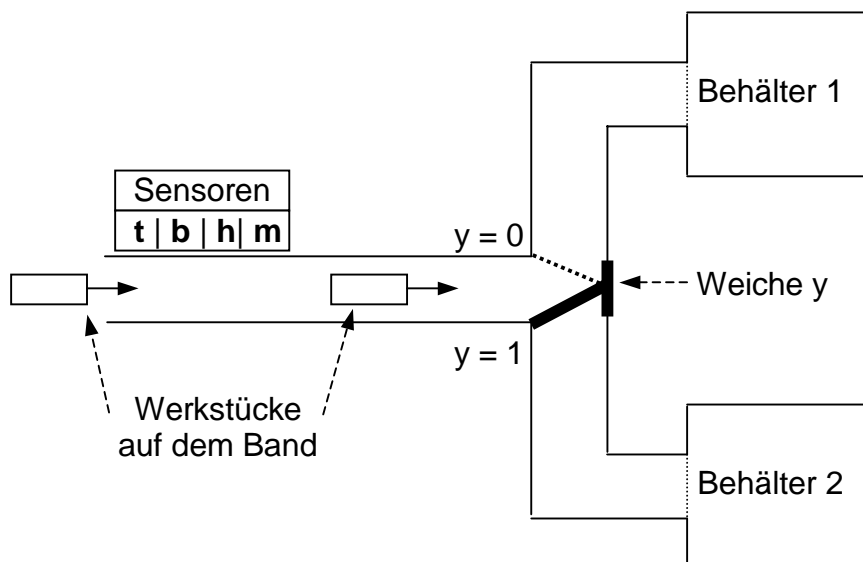 Behälter 1
Sensoren
t | b | h | m
y = 0
Weiche y
y = 1
Werkstücke
auf dem Band
Behälter 2